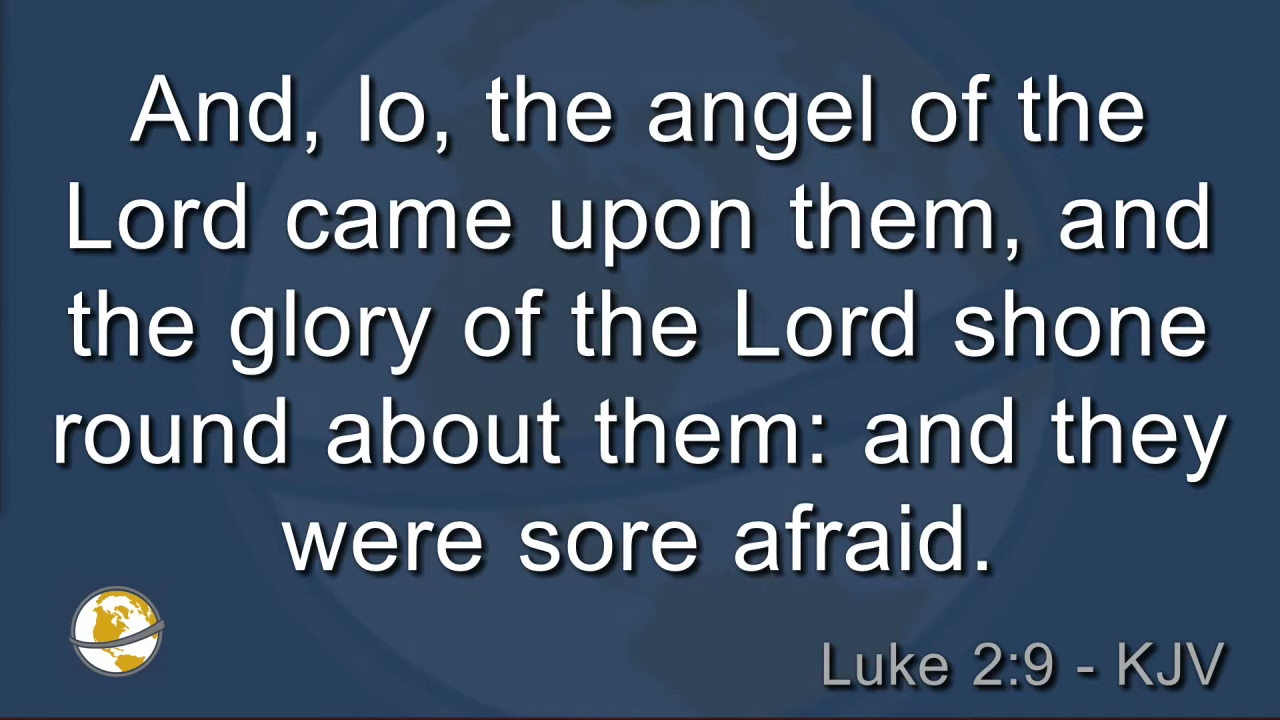 And, lo, the angel of the
Lord came upon them, and
the glory of the Lord shone
round about them: and they
were sore afraid.
Luke 2:9 - KJV